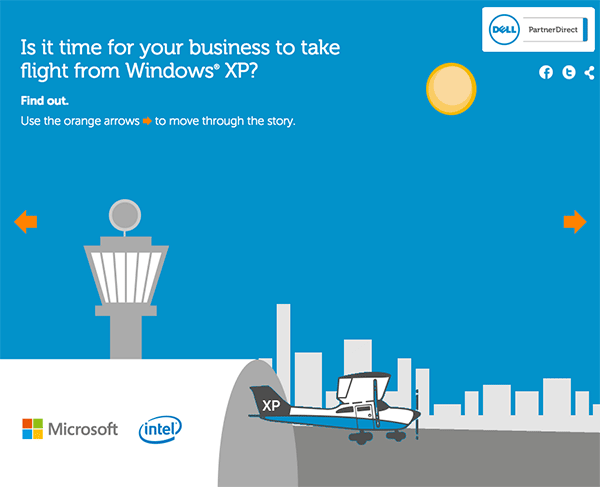 Is it time for your business to take
flight from Windows® XP?
Find out.
Use the orange arrows to move through the story.
DELL
PartnerDirect
XP
Microsoft
intel